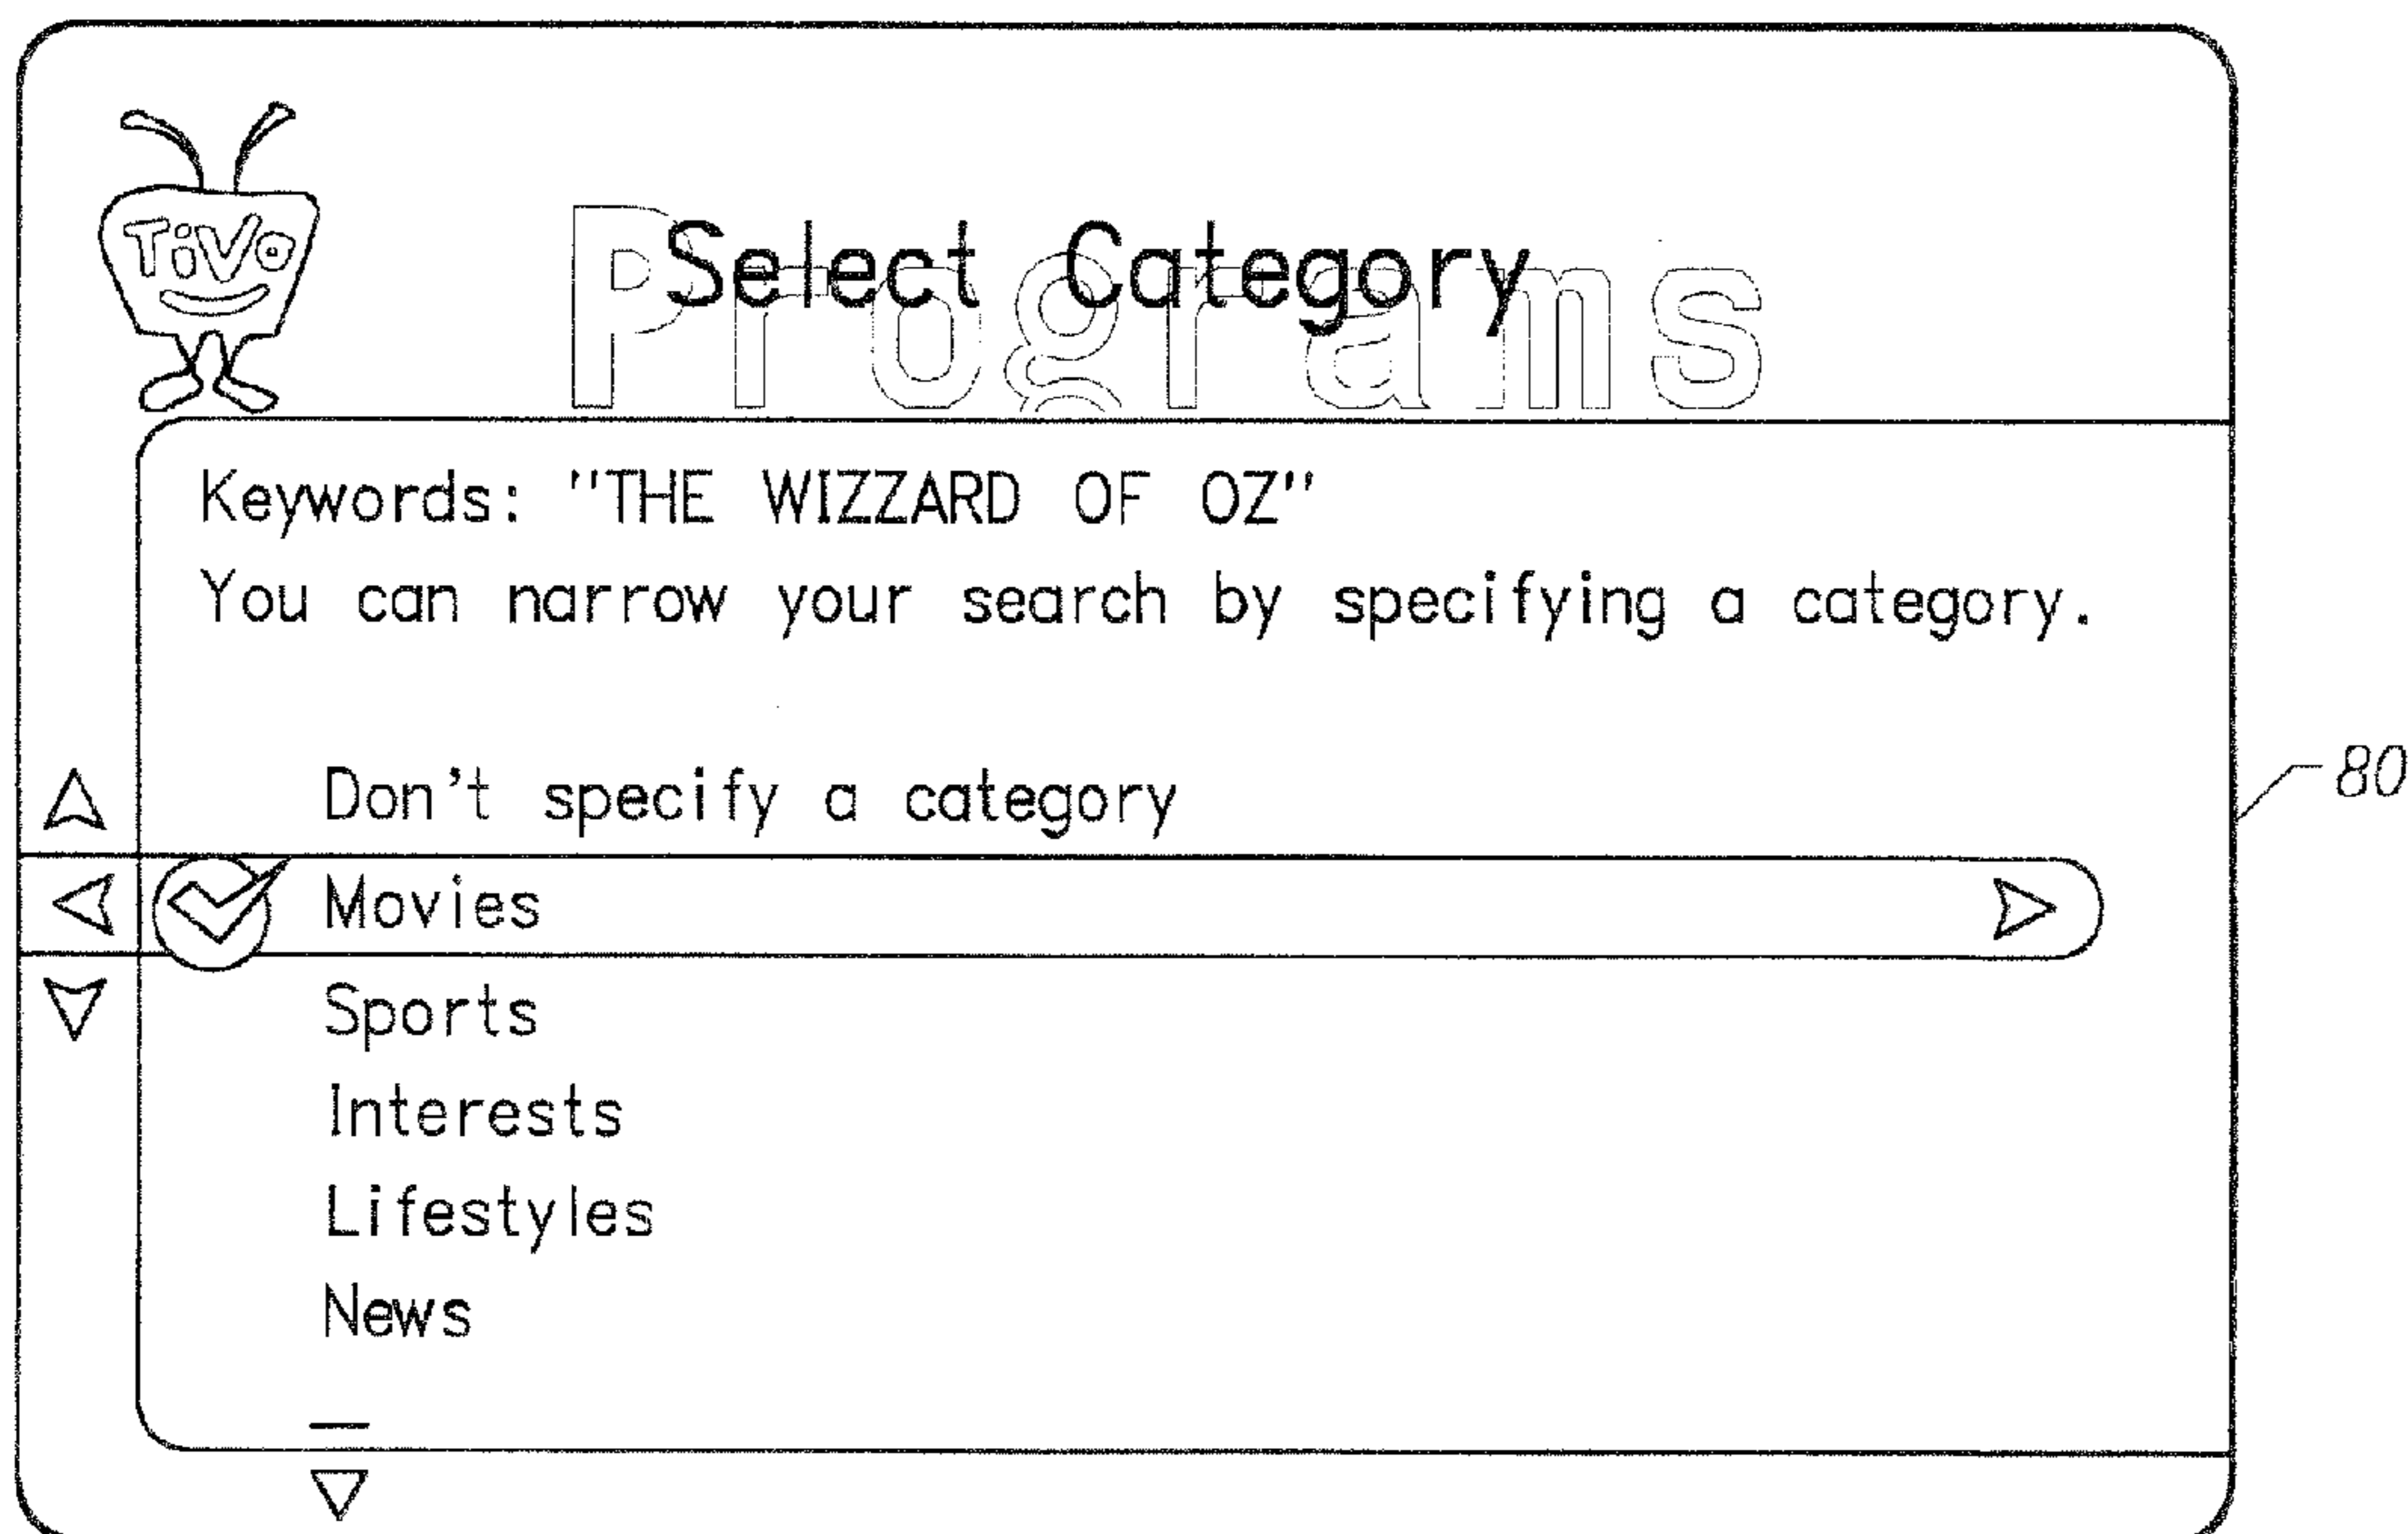 TiVo
Select Category
Programs
Keywords: "THE WIZZARD OF OZ"
You can narrow your search by specifying a category.
Don't specify a category
80
Movies
Sports
Interests
Lifestyles
News